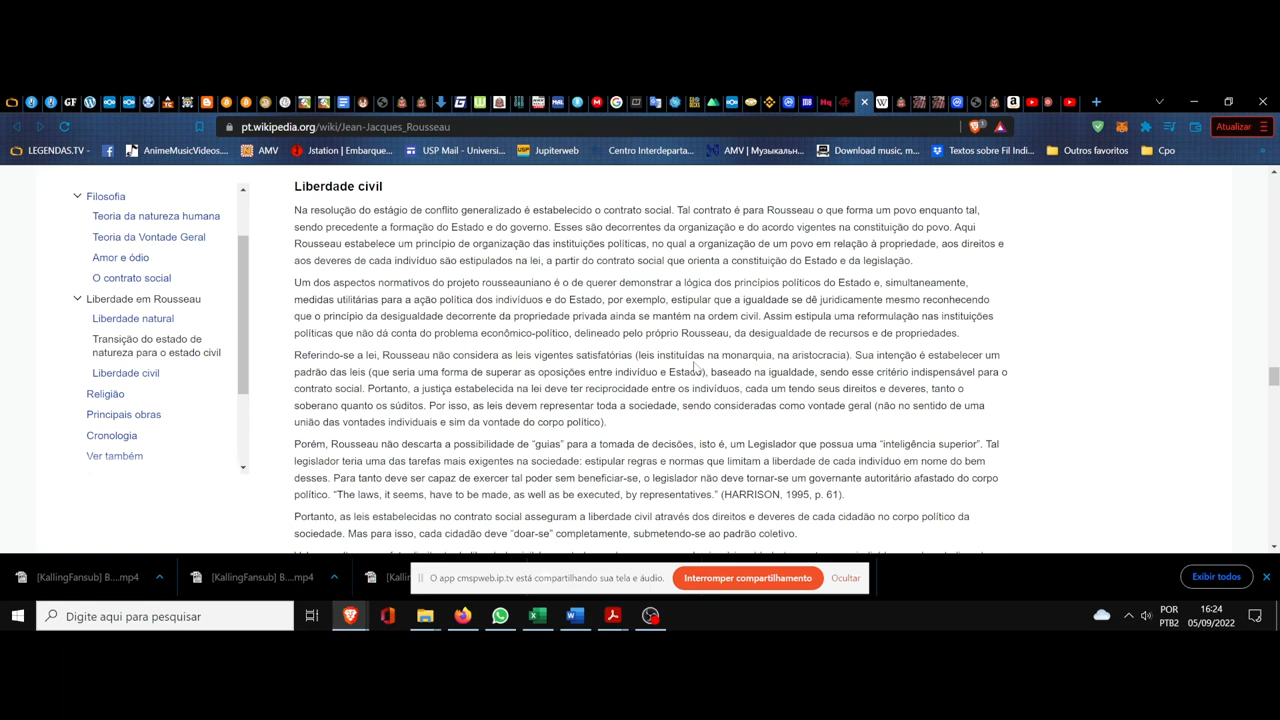 pt.wikipedia.org/wiki/Jean-Jacques_Rousseau
1
Atualizar
LEGENDAS.TV -
AnimeMusicVideos...
AMV
Jstation | Embarque...
USP Mail - Universi...
Jupiterweb
Centro Interdeparta...
AMV | Музыкальн...
Download music, m...
Textos sobre Fil Indi...
Outros favoritos
Cpo
Filosofia
Teoria da natureza humana
Teoria da Vontade Geral
Amor e ódio
O contrato social
Liberdade em Rousseau
Liberdade natural
Transição do estado de
natureza para o estado civil
Liberdade civil
Religião
Principais obras
Cronologia
Ver também
Liberdade civil
Na resolução do estágio de conflito generalizado é estabelecido o contrato social. Tal contrato é para Rousseau o que forma um povo enquanto tal,
sendo precedente a formação do Estado e do governo. Esses são decorrentes da organização e do acordo vigentes na constituição do povo. Aqui
Rousseau estabelece um princípio de organização das instituições políticas, no qual a organização de um povo em relação à propriedade, aos direitos e
aos deveres de cada indivíduo são estipulados na lei, a partir do contrato social que orienta a constituição do Estado e da legislação.
Um dos aspectos normativos do projeto rousseauniano é o de querer demonstrar a lógica dos princípios políticos do Estado e, simultaneamente,
medidas utilitárias para a ação política dos indivíduos e do Estado, por exemplo, estipular que a igualdade se dê juridicamente mesmo reconhecendo
que o princípio da desigualdade decorrente da propriedade privada ainda se mantém na ordem civil. Assim estipula uma reformulação nas instituições
políticas que não dá conta do problema econômico-político, delineado pelo próprio Rousseau, da desigualdade de recursos e de propriedades.
Referindo-se a lei, Rousseau não considera as leis vigentes satisfatórias (leis instituídas na monarquia, na aristocracia). Sua intenção é estabelecer um
padrão das leis (que seria uma forma de superar as oposições entre indivíduo e Estado), baseado na igualdade, sendo esse critério indispensável para o
contrato social. Portanto, a justiça estabelecida na lei deve ter reciprocidade entre os indivíduos, cada um tendo seus direitos e deveres, tanto o
soberano quanto os súditos. Por isso, as leis devem representar toda a sociedade, sendo consideradas como vontade geral (não no sentido de uma
união das vontades individuais e sim da vontade do corpo político).
Porém, Rousseau não descarta a possibilidade de “guias” para a tomada de decisões, isto é, um Legislador que possua uma “inteligência superior”. Tal
legislador teria uma das tarefas mais exigentes na sociedade: estipular regras e normas que limitam a liberdade de cada indivíduo em nome do bem
desses. Para tanto deve ser capaz de exercer tal poder sem beneficiar-se, o legislador não deve tornar-se um governante autoritário afastado do corpo
político. “The laws, it seems, have to be made, as well as be executed, by representatives.” (HARRISON, 1995, p. 61).
Portanto, as leis estabelecidas no contrato social asseguram a liberdade civil através dos direitos e deveres de cada cidadão no corpo político da
sociedade. Mas para isso, cada cidadão deve “doar-se” completamente, submetendo-se ao padrão coletivo.
[KallingFansub] B....mp4
[KallingFansub] B....mp4
[Kallin
O app cmspweb.ip.tv está compartilhando sua tela e áudio.
Interromper compartilhamento
Ocultar
Exibir todos
Digite aqui para pesquisar
POR
PTB2
16:24
05/09/2022